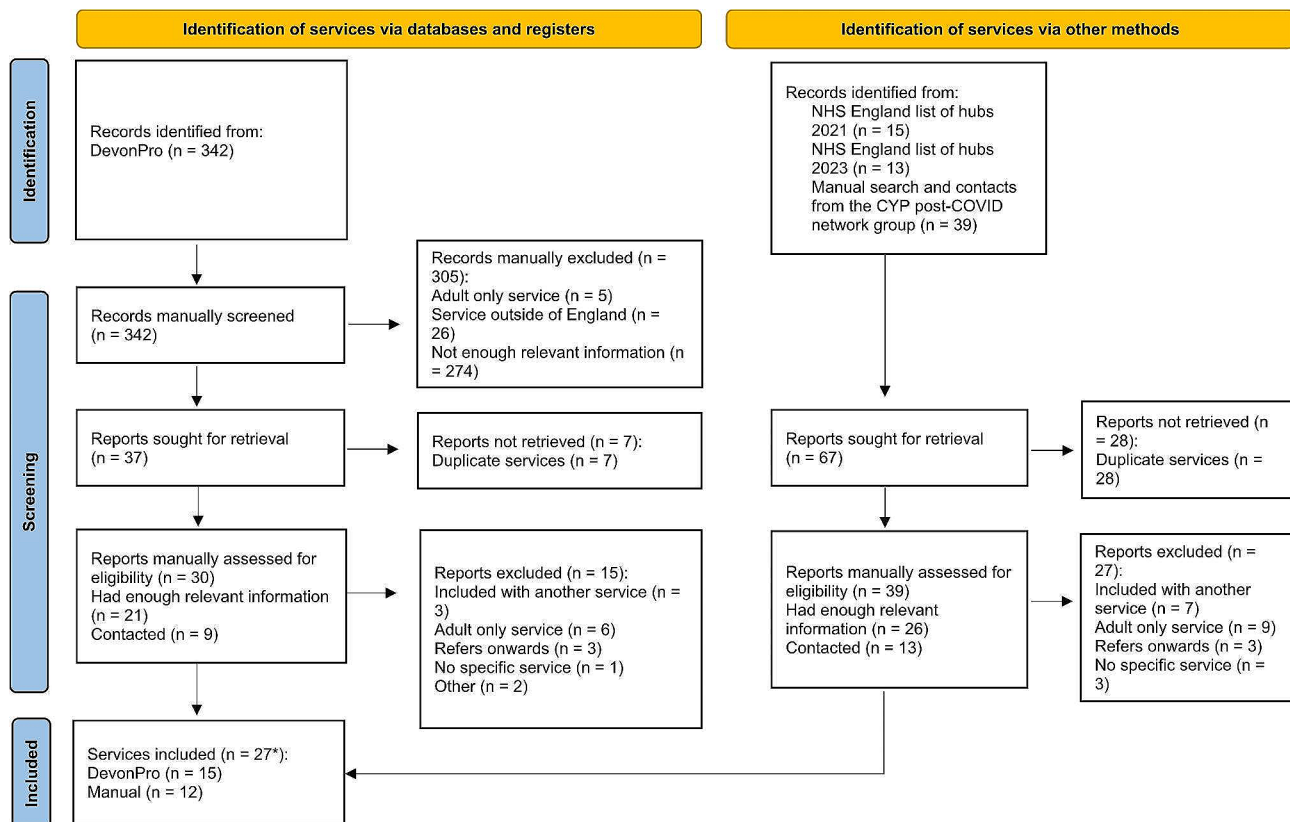 Identification of services via databases and registers
Identification of services via other methods
Identification
Records identified from:
DevonPro (n = 342)
Records identified from:
NHS England list of hubs
2021 (n = 15)
NHS England list of hubs
2023 (n = 13)
Manual search and contacts
from the CYP post-COVID
network group (n = 39)
Screening
Records manually screened
(n = 342)
Records manually excluded (n =
305):
Adult only service (n = 5)
Service outside of England (n =
26)
Not enough relevant information (n
= 274)
Reports sought for retrieval
(n = 37)
Reports not retrieved (n = 7):
Duplicate services (n = 7)
Reports sought for retrieval
(n = 67)
Reports not retrieved (n
= 28):
Duplicate services (n =
28)
Reports manually assessed for
eligibility (n = 30)
Had enough relevant information
(n = 21)
Contacted (n = 9)
Reports excluded (n = 15):
Included with another service (n =
3)
Adult only service (n = 6)
Refers onwards (n = 3)
No specific service (n = 1)
Other (n = 2)
Reports manually assessed for
eligibility (n = 39)
Had enough relevant
information (n = 26)
Contacted (n = 13)
Reports excluded (n =
27):
Included with another
service (n = 7)
Adult only service (n = 9)
Refers onwards (n = 3)
No specific service (n =
3)
Included
Services included (n = 27*):
DevonPro = 15
Manual = 12